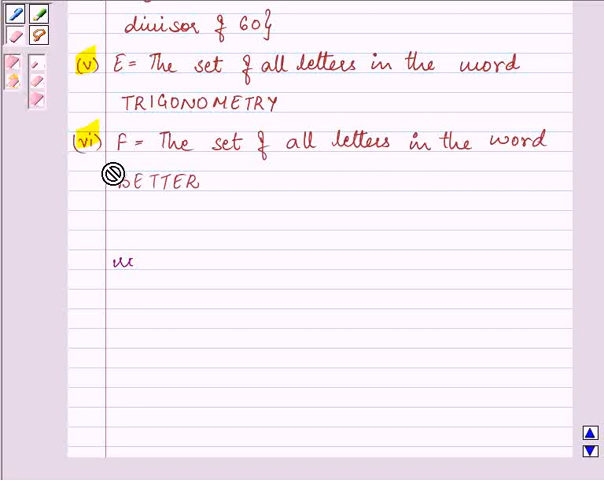 divisor of 60}
(v) E = The set of all letters in the word
TRIGONOMETRY
(vi) F = The set of all letters in the word
BETTER